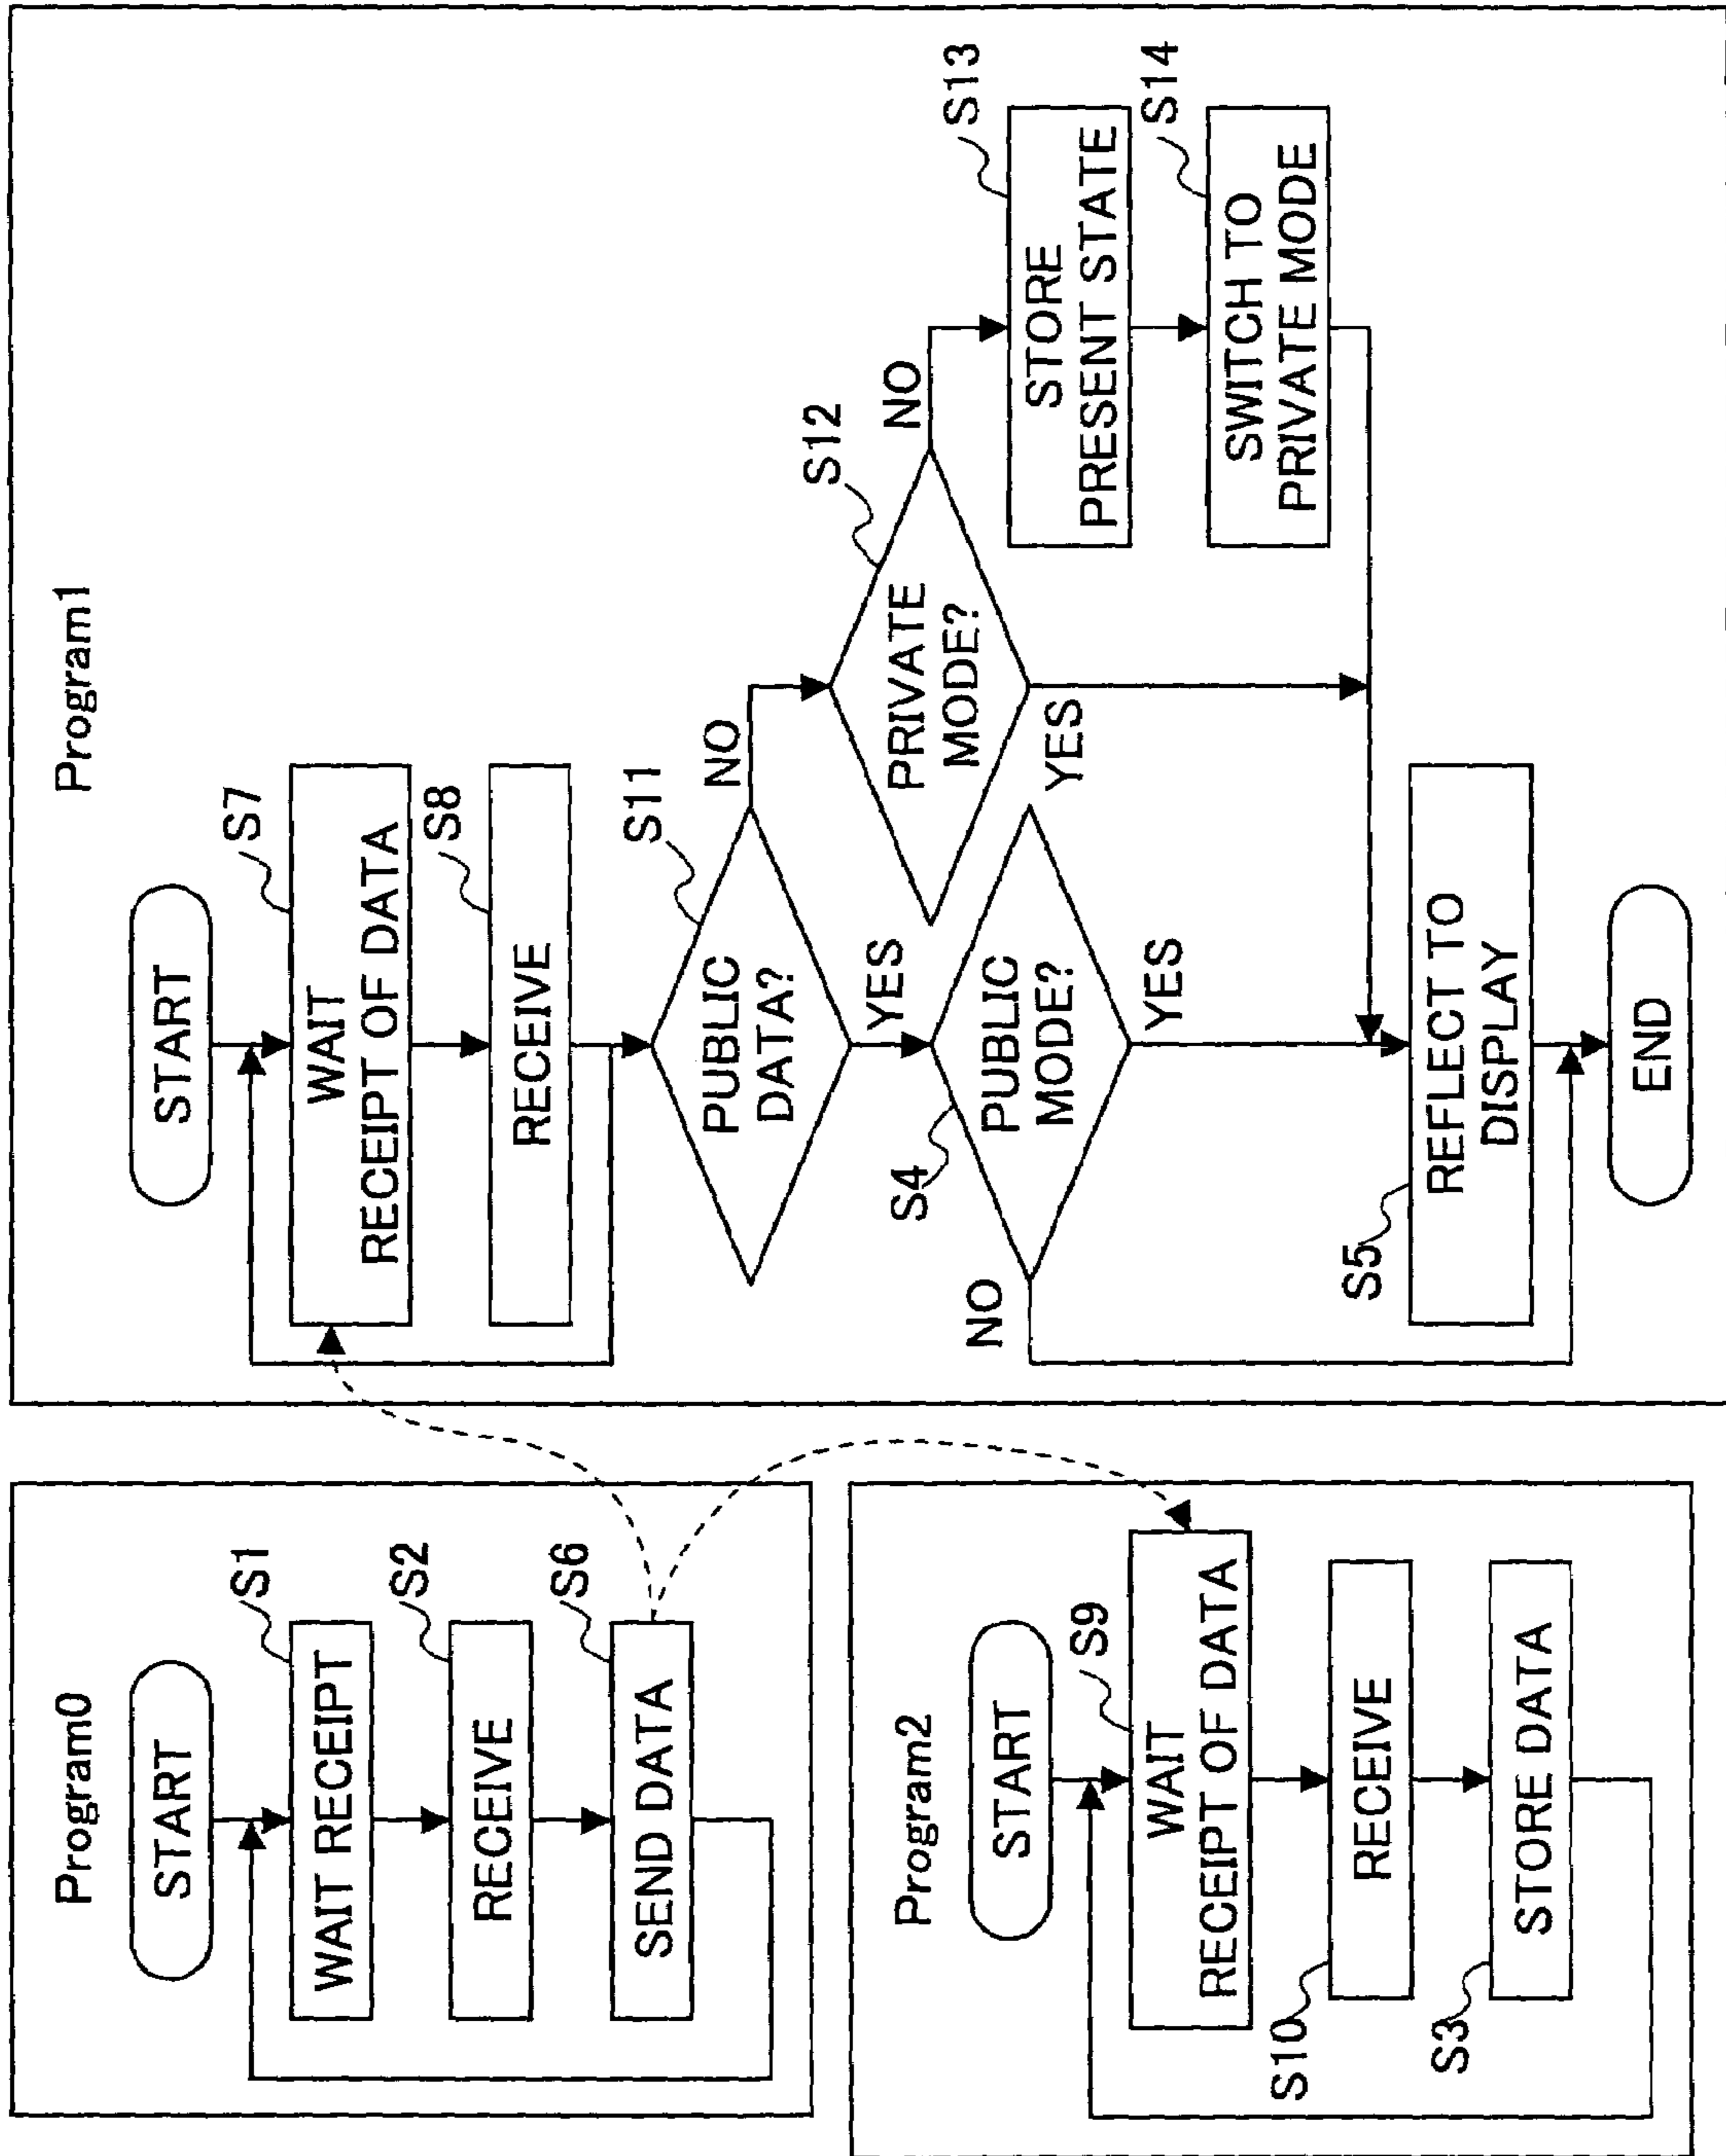 Program0
START
WAIT RECEIPT
S1
RECEIVE
S2
SEND DATA
S6
Program2
START
WAIT
RECEIPT OF DATA
S9
RECEIVE
S10
STORE DATA
S3
Program1
START
WAIT
RECEIPT OF DATA
S7
RECEIVE
S8
PUBLIC
DATA?
S11
NO
YES
PRIVATE
MODE?
S12
NO
YES
STORE
PRESENT STATE
S13
SWITCH TO
PRIVATE MODE
S14
PUBLIC
MODE?
S4
NO
YES
REFLECT TO
DISPLAY
S5
END